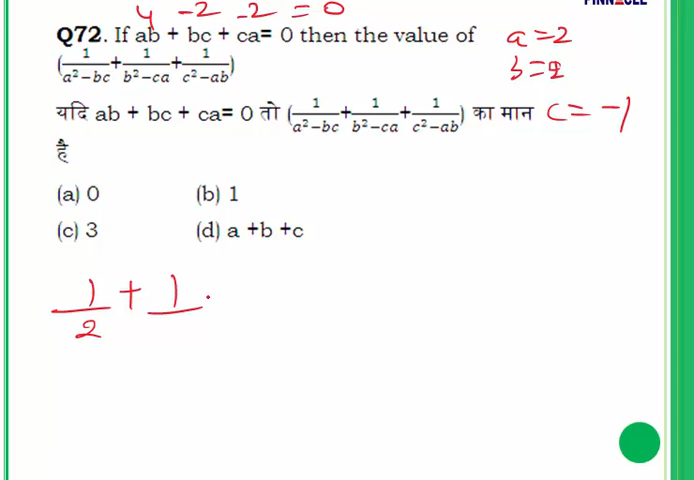 PINNACLE
4 -2 -2 = 0
Q72. If ab + bc + ca= 0 then the value of
a = 2
(1/a²−bc + 1/b²−ca + 1/c²−ab)
b = 2
यदि ab + bc + ca= 0 तो (1/a²−bc + 1/b²−ca + 1/c²−ab) का मान
c = -1
है
(a) 0 (b) 1
(c) 3 (d) a +b +c
1/2 + 1